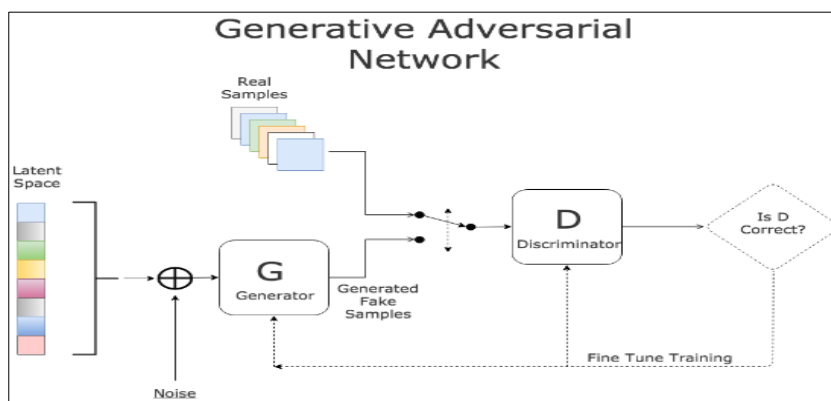 Generative Adversarial
Network
Real
Samples
Latent
Space
G
Generator
Generated
Fake
Samples
D
Discriminator
Is D
Correct?
Fine Tune Training
Noise